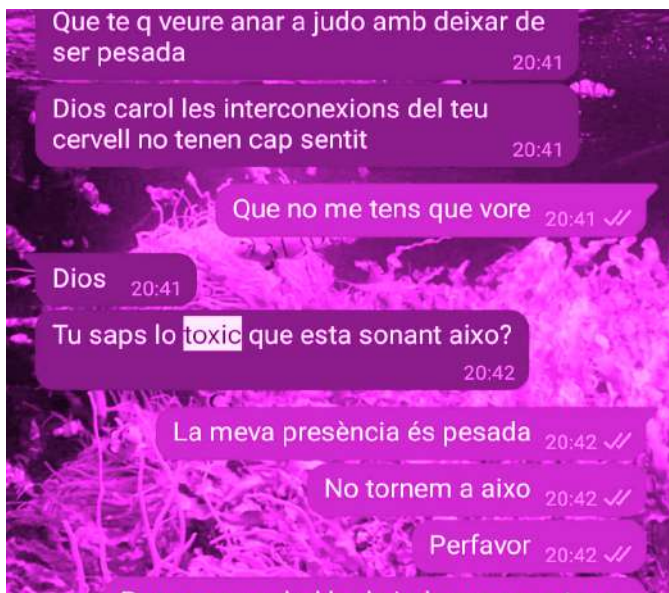 Que te q veure anar a judo amb deixar de
ser pesada
20:41
Dios carol les interconexions del teu
cervell no tenen cap sentit
20:41
Que no me tens que vore 20:41
Dios 20:41
Tu saps lo toxic que esta sonant aixo?
20:42
La meva presència és pesada 20:42
No tornem a aixo 20:42
Perfavor 20:42